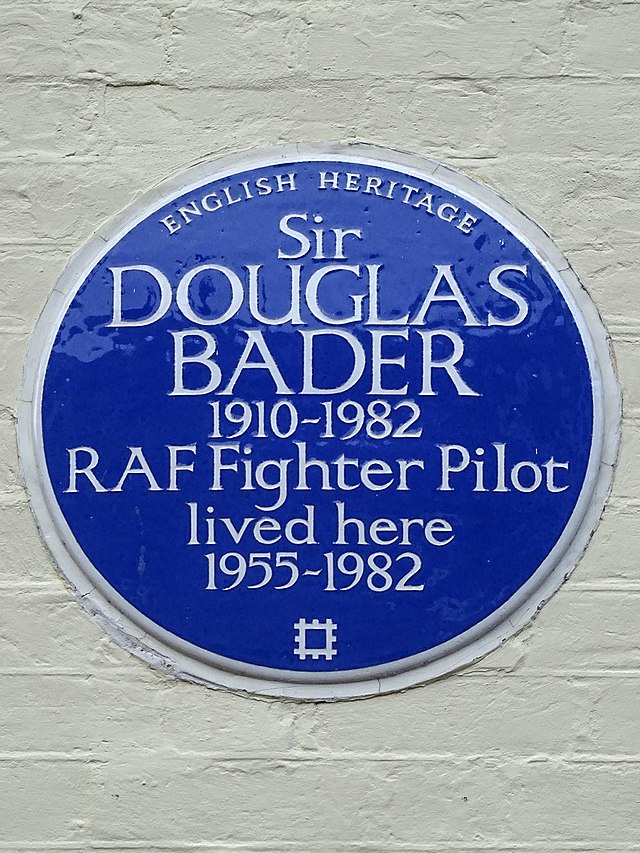 ENGLISH HERITAGE
Sir
DOUGLAS
BADER
1910-1982
RAF Fighter Pilot
lived here
1955-1982